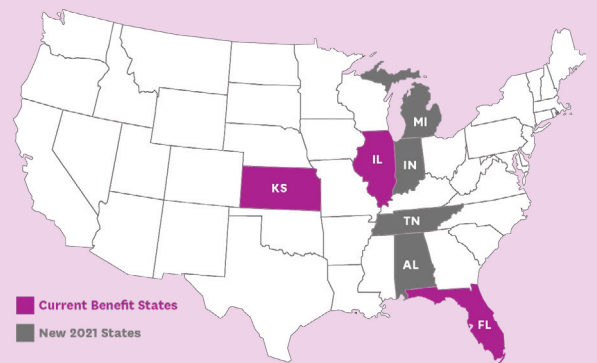 MI
IL
IN
KS
TN
AL
FL
Current Benefit States
New 2021 States